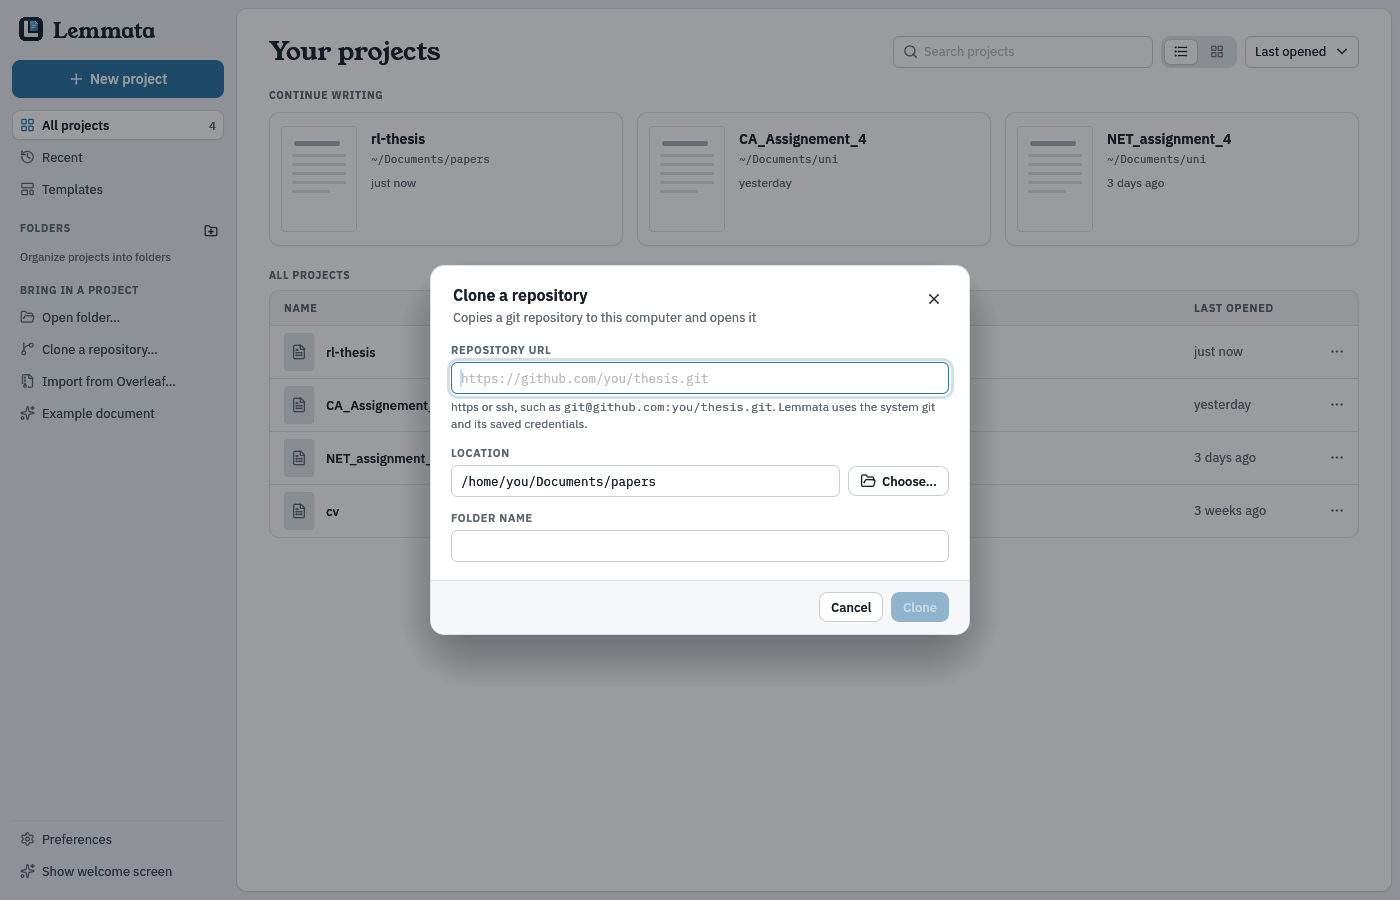 Lemmata
New project
All projects 4
Recent
Templates
FOLDERS
Organize projects into folders
BRING IN A PROJECT
Open folder...
Clone a repository...
Import from Overleaf...
Example document
Preferences
Show welcome screen
Your projects
Search projects
Last opened
CONTINUE WRITING
rl-thesis
~/Documents/papers
just now
CA_Assignement_4
~/Documents/uni
yesterday
NET_assignment_4
~/Documents/uni
3 days ago
ALL PROJECTS
NAME LAST OPENED
rl-thesis just now
CA_Assignement_ yesterday
NET_assignment_ 3 days ago
cv 3 weeks ago
Clone a repository
Copies a git repository to this computer and opens it
REPOSITORY URL
https://github.com/you/thesis.git
https or ssh, such as git@github.com:you/thesis.git. Lemmata uses the system git
and its saved credentials.
LOCATION
/home/you/Documents/papers
Choose...
FOLDER NAME
Cancel
Clone